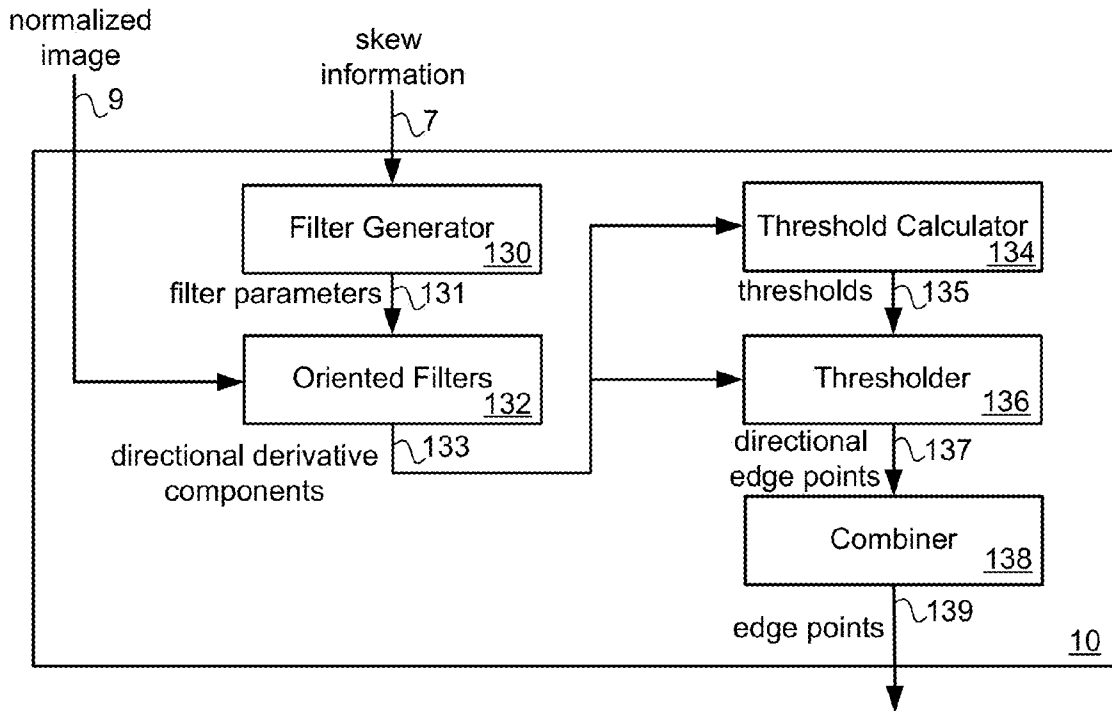 normalized
image
9
skew
information
7
Filter Generator
130
filter parameters
131
Oriented Filters
132
133
directional derivative
components
Threshold Calculator
134
thresholds
135
Thresholder
136
directional
edge points
137
Combiner
138
edge points
139
10